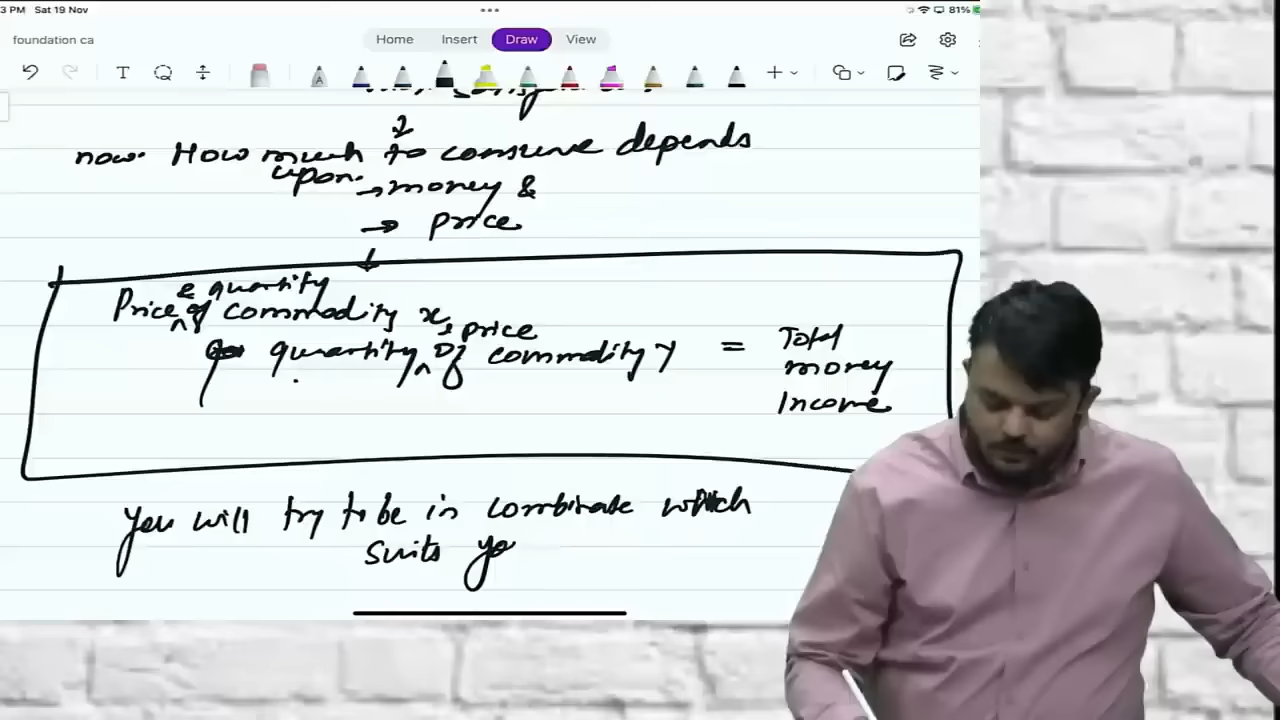 3 PM Sat 19 Nov
81%
foundation ca
Home Insert Draw View
now. How much to consume depends
upon.
→ money &
→ price
& quantity
Price of commodity x,
price
quantity of commodity y = Total
money
Income
you will try to be in combinate which
suits yo